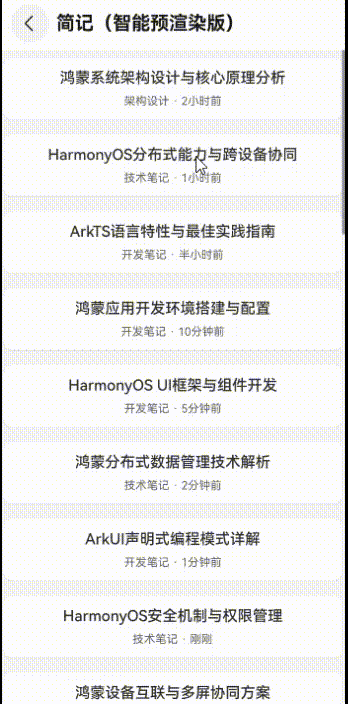 简记（智能预渲染版）
鸿蒙系统架构设计与核心原理分析
架构设计 · 2小时前
HarmonyOS分布式能力与跨设备协同
技术笔记 · 1小时前
ArkTS语言特性与最佳实践指南
开发笔记 · 半小时前
鸿蒙应用开发环境搭建与配置
开发笔记 · 10分钟前
HarmonyOS UI框架与组件开发
开发笔记 · 5分钟前
鸿蒙分布式数据管理技术解析
技术笔记 · 2分钟前
ArkUI声明式编程模式详解
开发笔记 · 1分钟前
HarmonyOS安全机制与权限管理
技术笔记 · 刚刚
鸿蒙设备互联与多屏协同方案